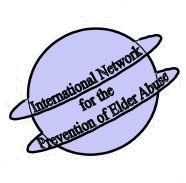 International Network
for the
Prevention of Elder Abuse